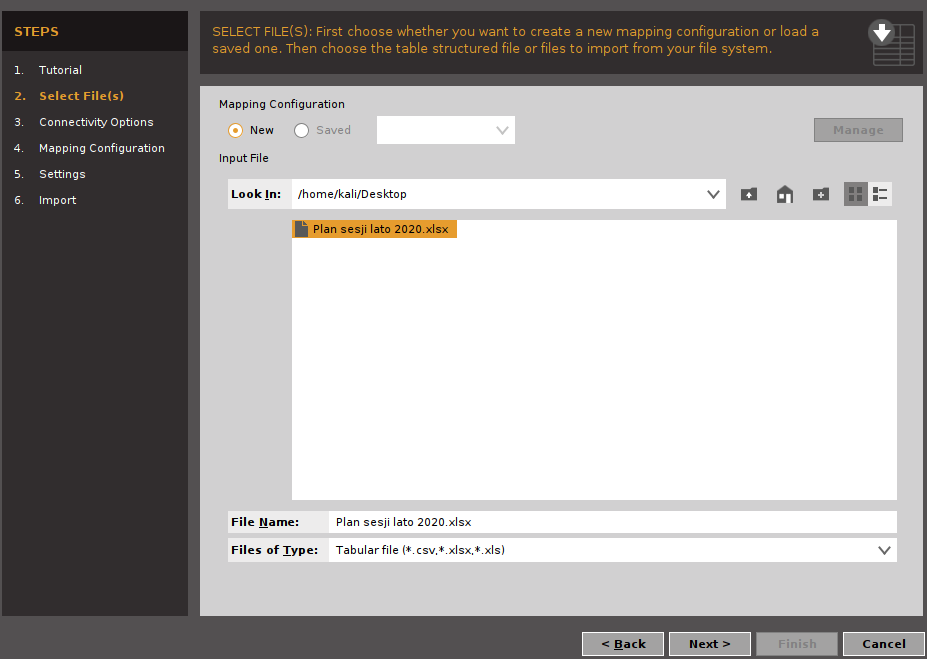 STEPS
1. Tutorial
2. Select File(s)
3. Connectivity Options
4. Mapping Configuration
5. Settings
6. Import
SELECT FILE(S): First choose whether you want to create a new mapping configuration or load a
saved one. Then choose the table structured file or files to import from your file system.
Mapping Configuration
New Saved Manage
Input File
Look In: /home/kali/Desktop
Plan sesji lato 2020.xlsx
File Name: Plan sesji lato 2020.xlsx
Files of Type: Tabular file (*.csv,*.xlsx,*.xls)
< Back Next > Finish Cancel